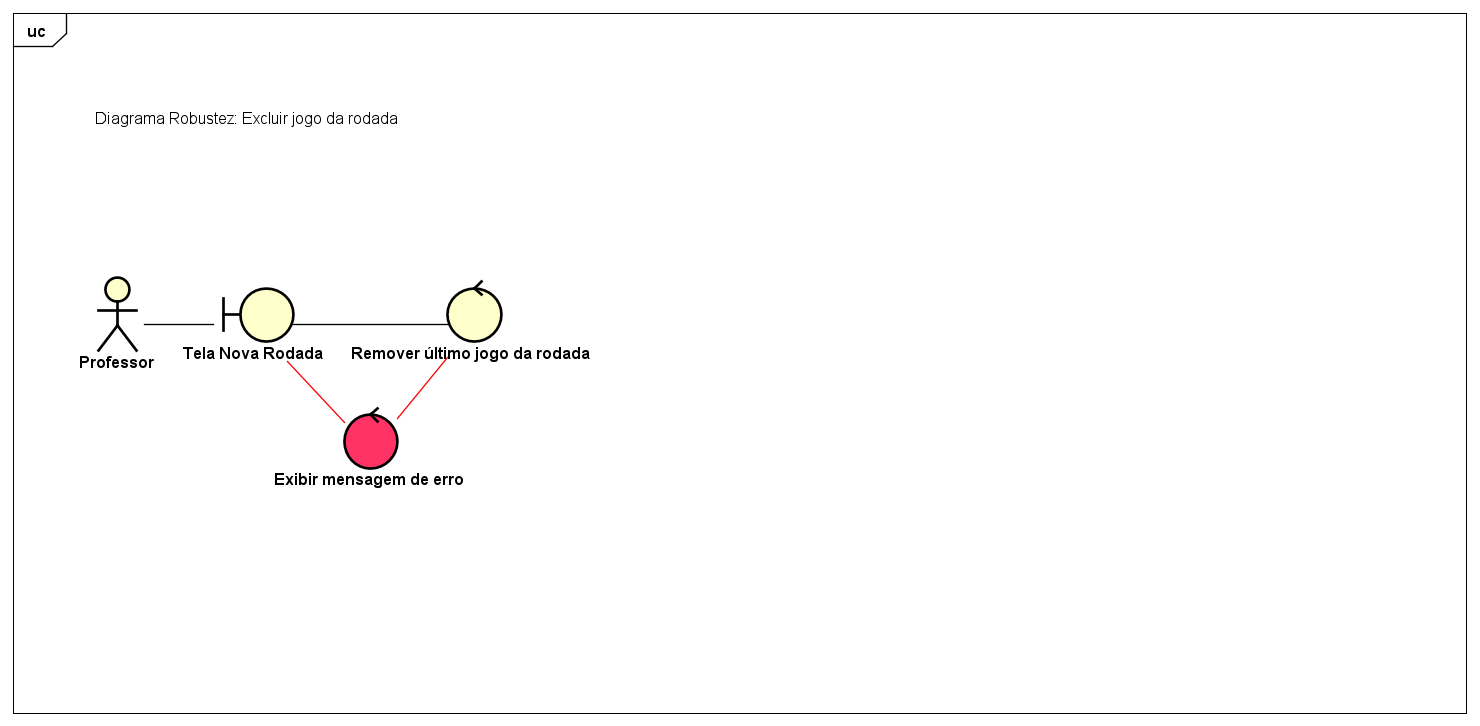 uc
Diagrama Robustez: Excluir jogo da rodada
Professor
Tela Nova Rodada
Remover último jogo da rodada
Exibir mensagem de erro